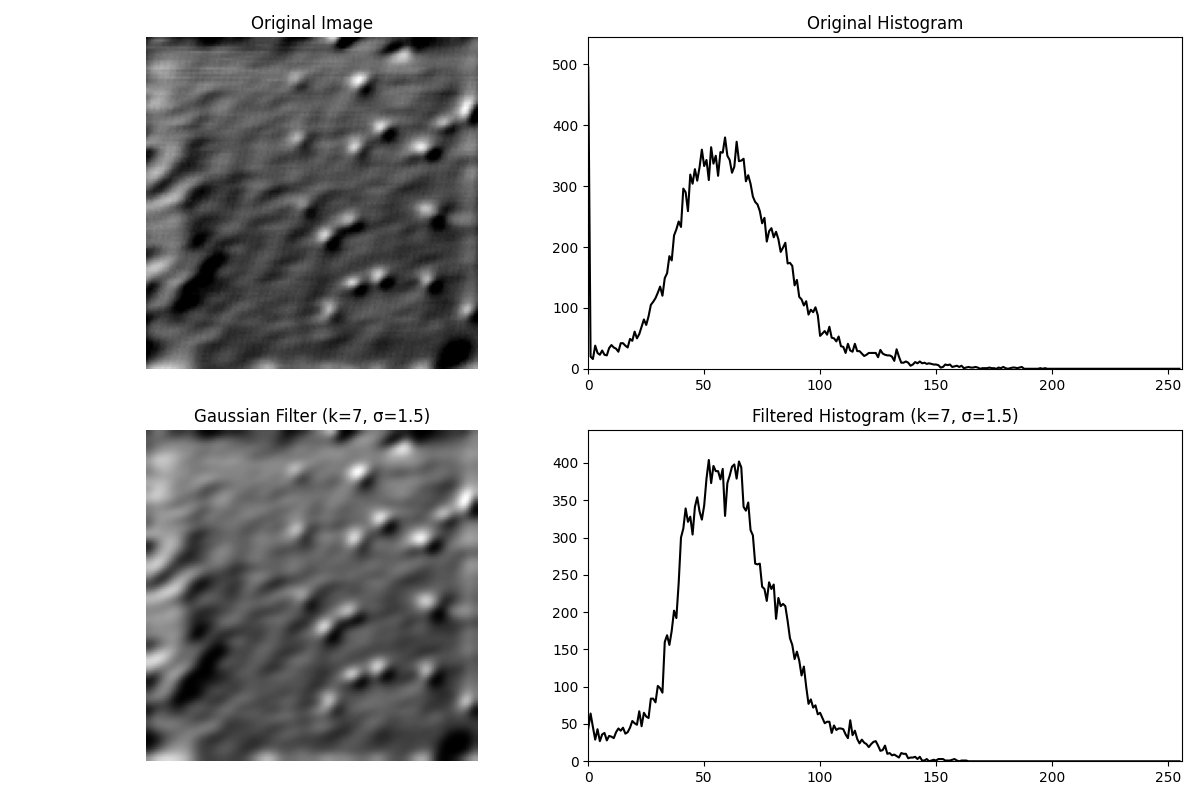 Original Image
Original Histogram
500
400
300
200
100
0
0 50 100 150 200 250
Gaussian Filter (k=7, σ=1.5)
Filtered Histogram (k=7, σ=1.5)
400
350
300
250
200
150
100
50
0
0 50 100 150 200 250